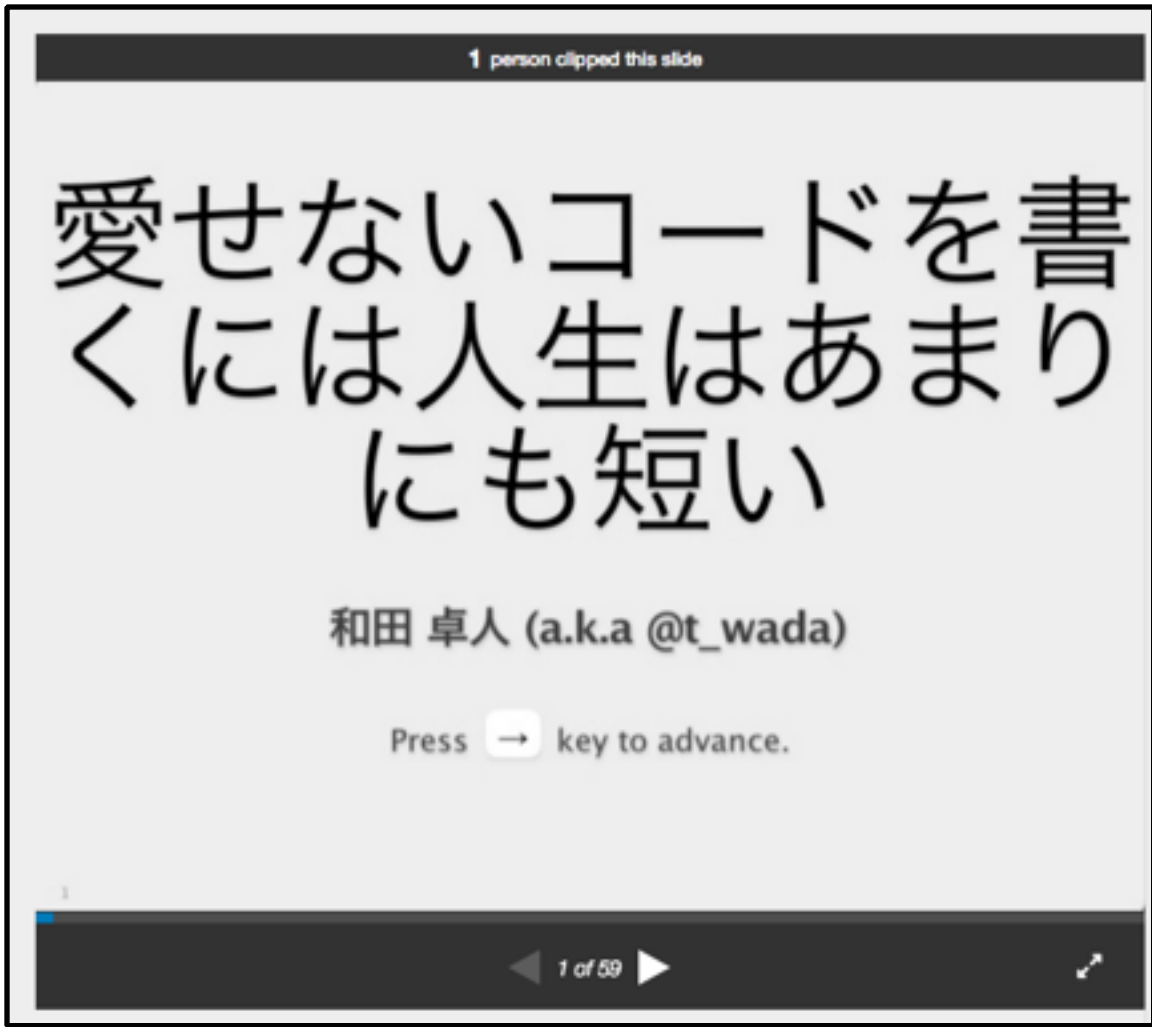 1 person clipped this slide
愛せないコードを書
くには人生はあまり
にも短い
和田 卓人 (a.k.a @t_wada)
Press → key to advance.
1
1 of 59